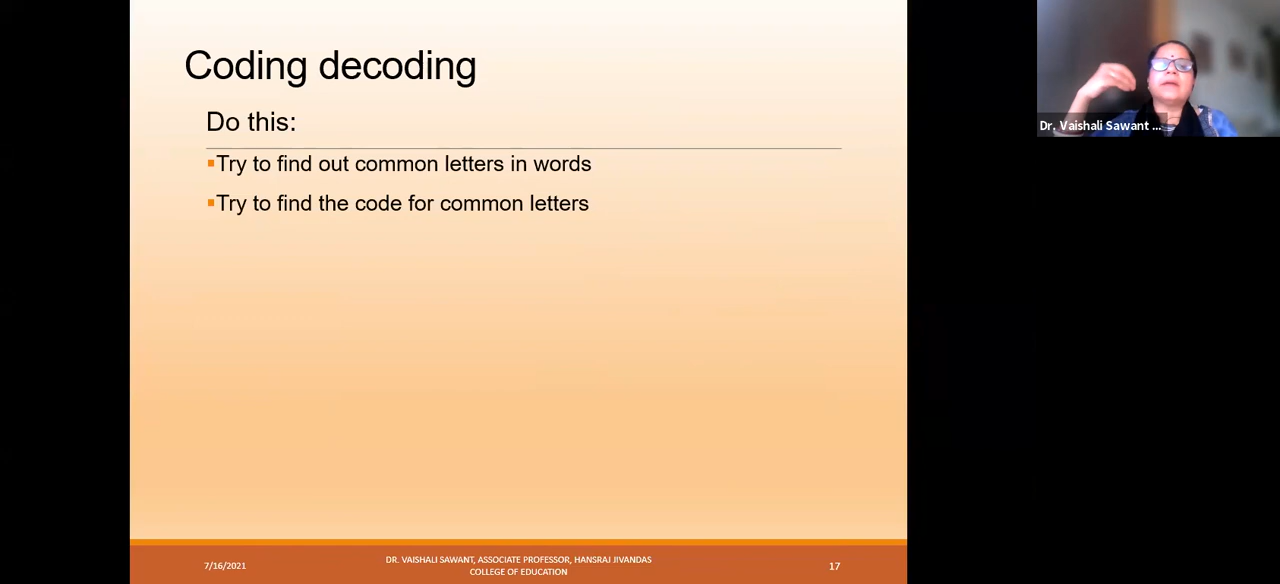 Coding decoding
Do this:
Try to find out common letters in words
Try to find the code for common letters
Dr. Vaishali Sawant ...
7/16/2021
DR. VAISHALI SAWANT, ASSOCIATE PROFESSOR, HANSRAJ JIVANDAS
COLLEGE OF EDUCATION
17